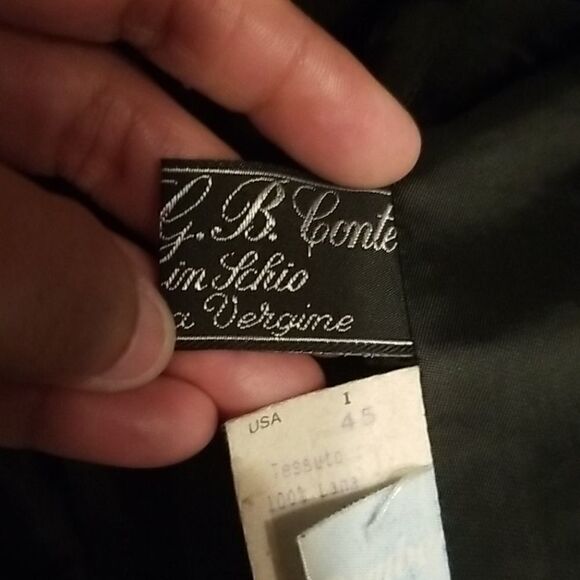 G.B. Conte
in Schio
a Vergine
USA I
45
Tessuto
100% Lana